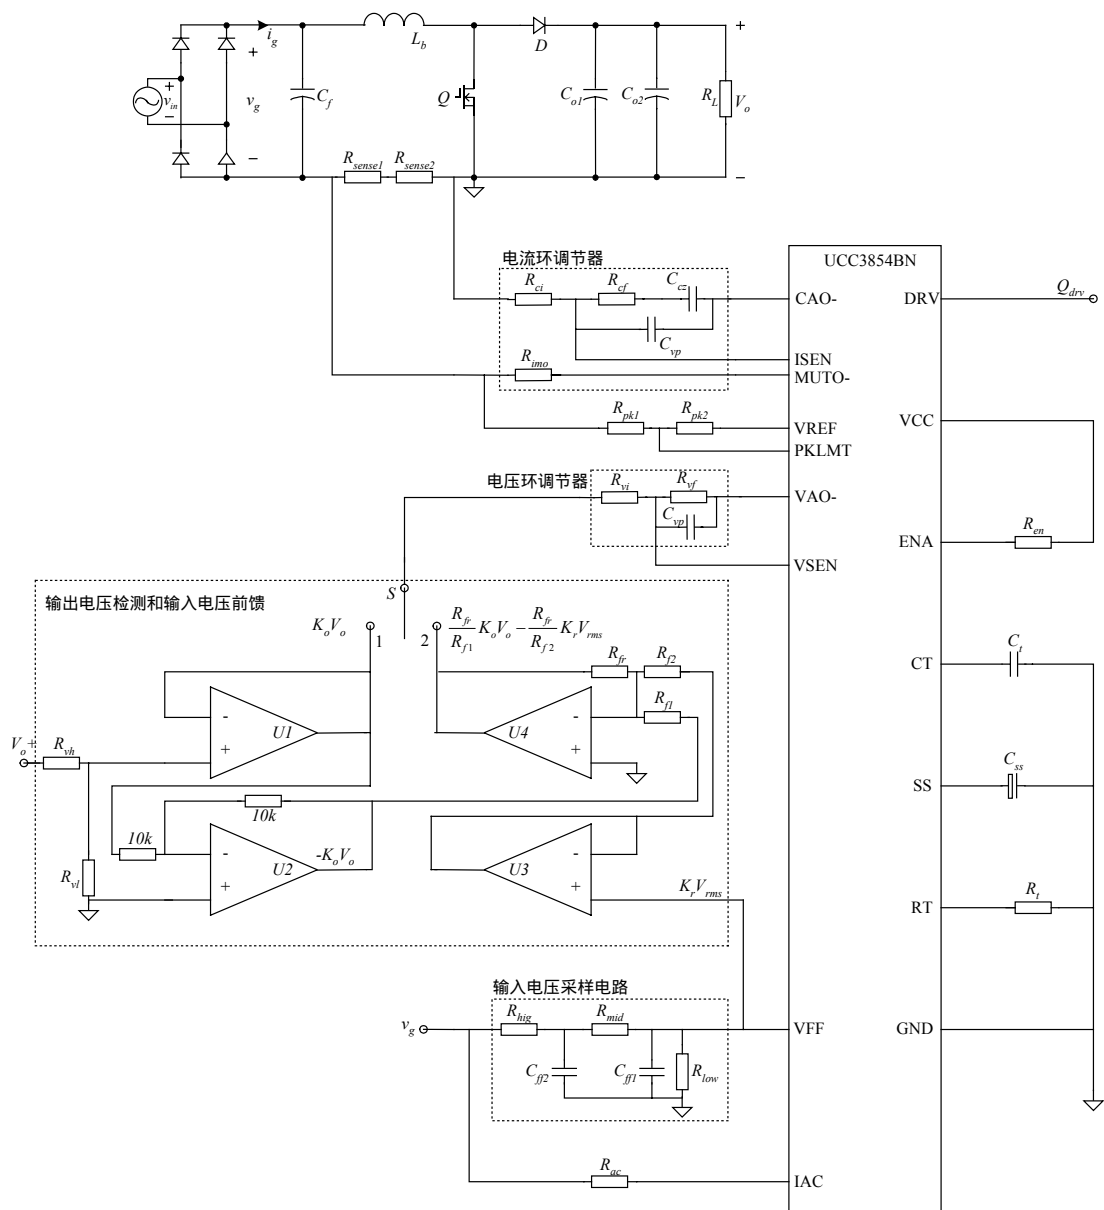 i_g
L_b
D
+
v_in
+
−
+
v_g
−
C_f
Q
C_o1
C_o2
R_L
V_o
−
R_sense1
R_sense2
电流环调节器
UCC3854BN
R_ci
R_cf
C_cz
CAO-
DRV
Q_drv
C_vp
R_imo
ISEN
MUTO-
R_pk1
R_pk2
VREF
VCC
PKLMT
电压环调节器
R_vi
R_vf
VAO-
C_vp
R_en
ENA
VSEN
输出电压检测和输入电压前馈
S
K_oV_o
1
2
R_fr/R_f1 K_oV_o − R_fr/R_f2 K_rV_rms
R_fr
R_f2
R_f1
C_t
CT
-
U1
+
U4
-
+
V_o+
R_vh
C_ss
SS
10k
10k
-
U2
+
-K_oV_o
U3
-
+
R_vl
K_rV_rms
R_t
RT
输入电压采样电路
v_g
R_hig
R_mid
VFF
GND
C_ff2
C_ff1
R_low
R_ac
IAC